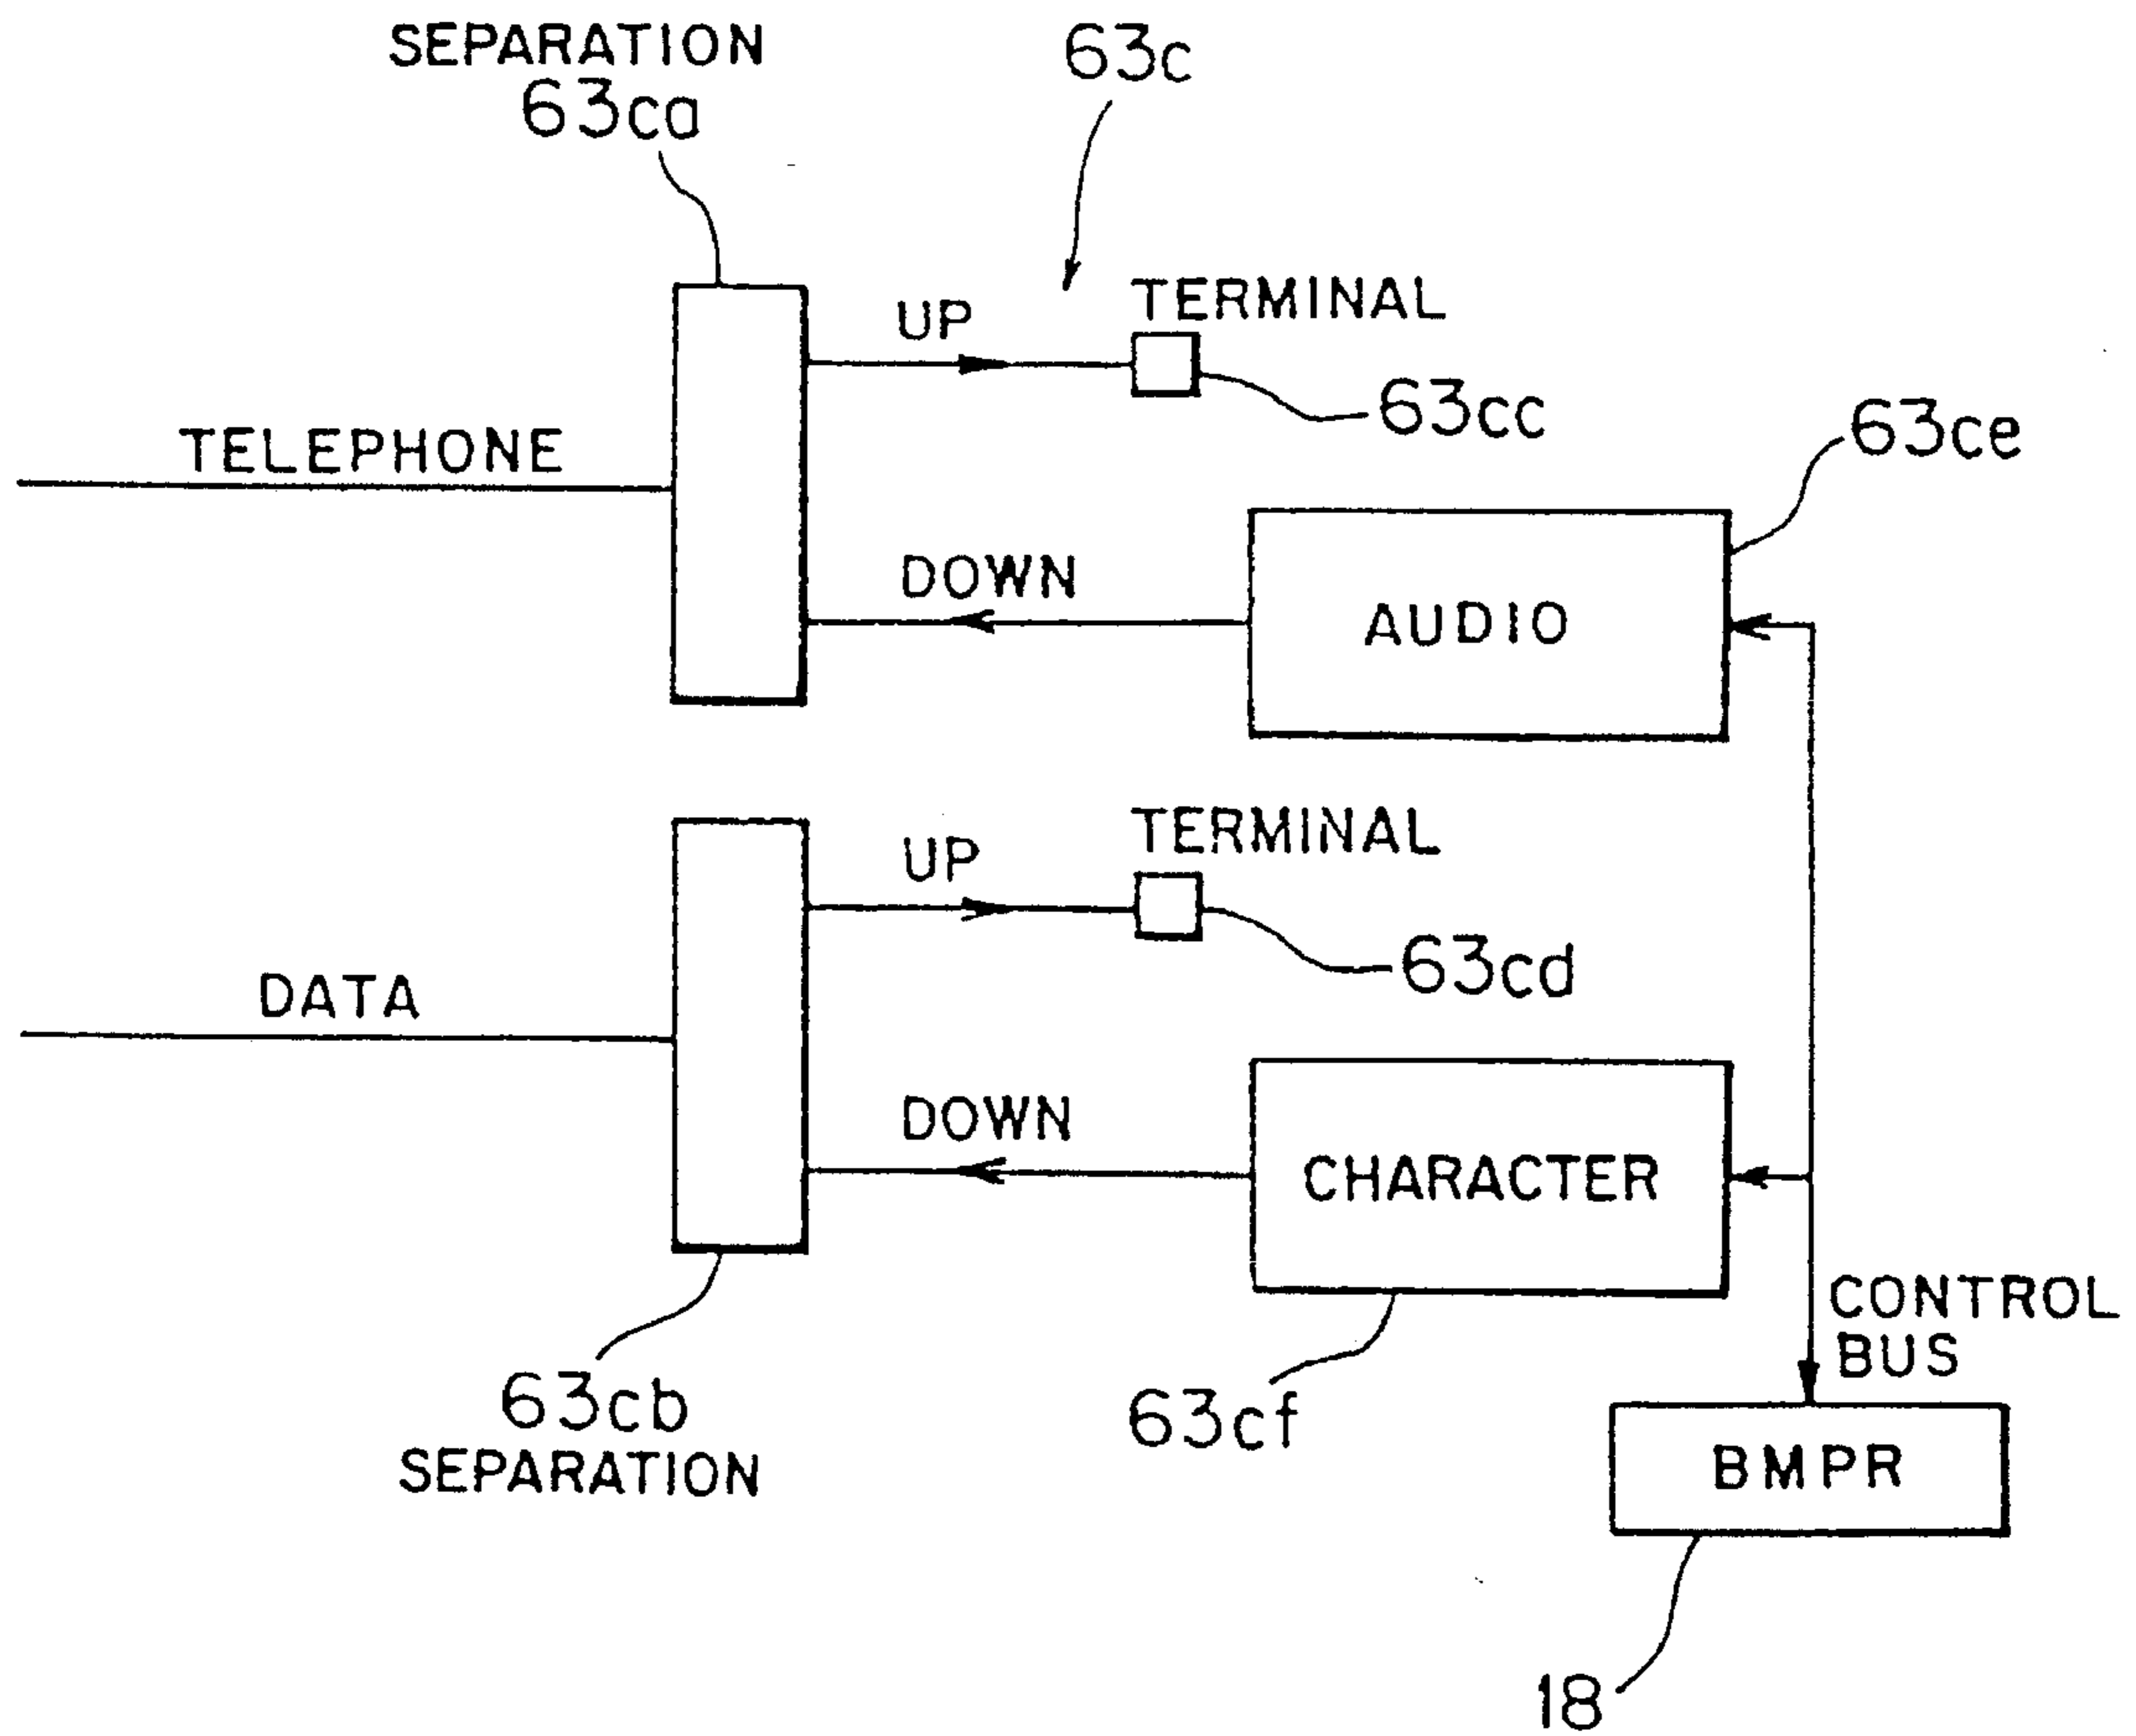 SEPARATION
63ca
63c
UP
TERMINAL
63cc
TELEPHONE
63ce
DOWN
AUDIO
UP
TERMINAL
63cd
DATA
DOWN
CHARACTER
CONTROL
BUS
63cb
SEPARATION
63cf
BMPR
18